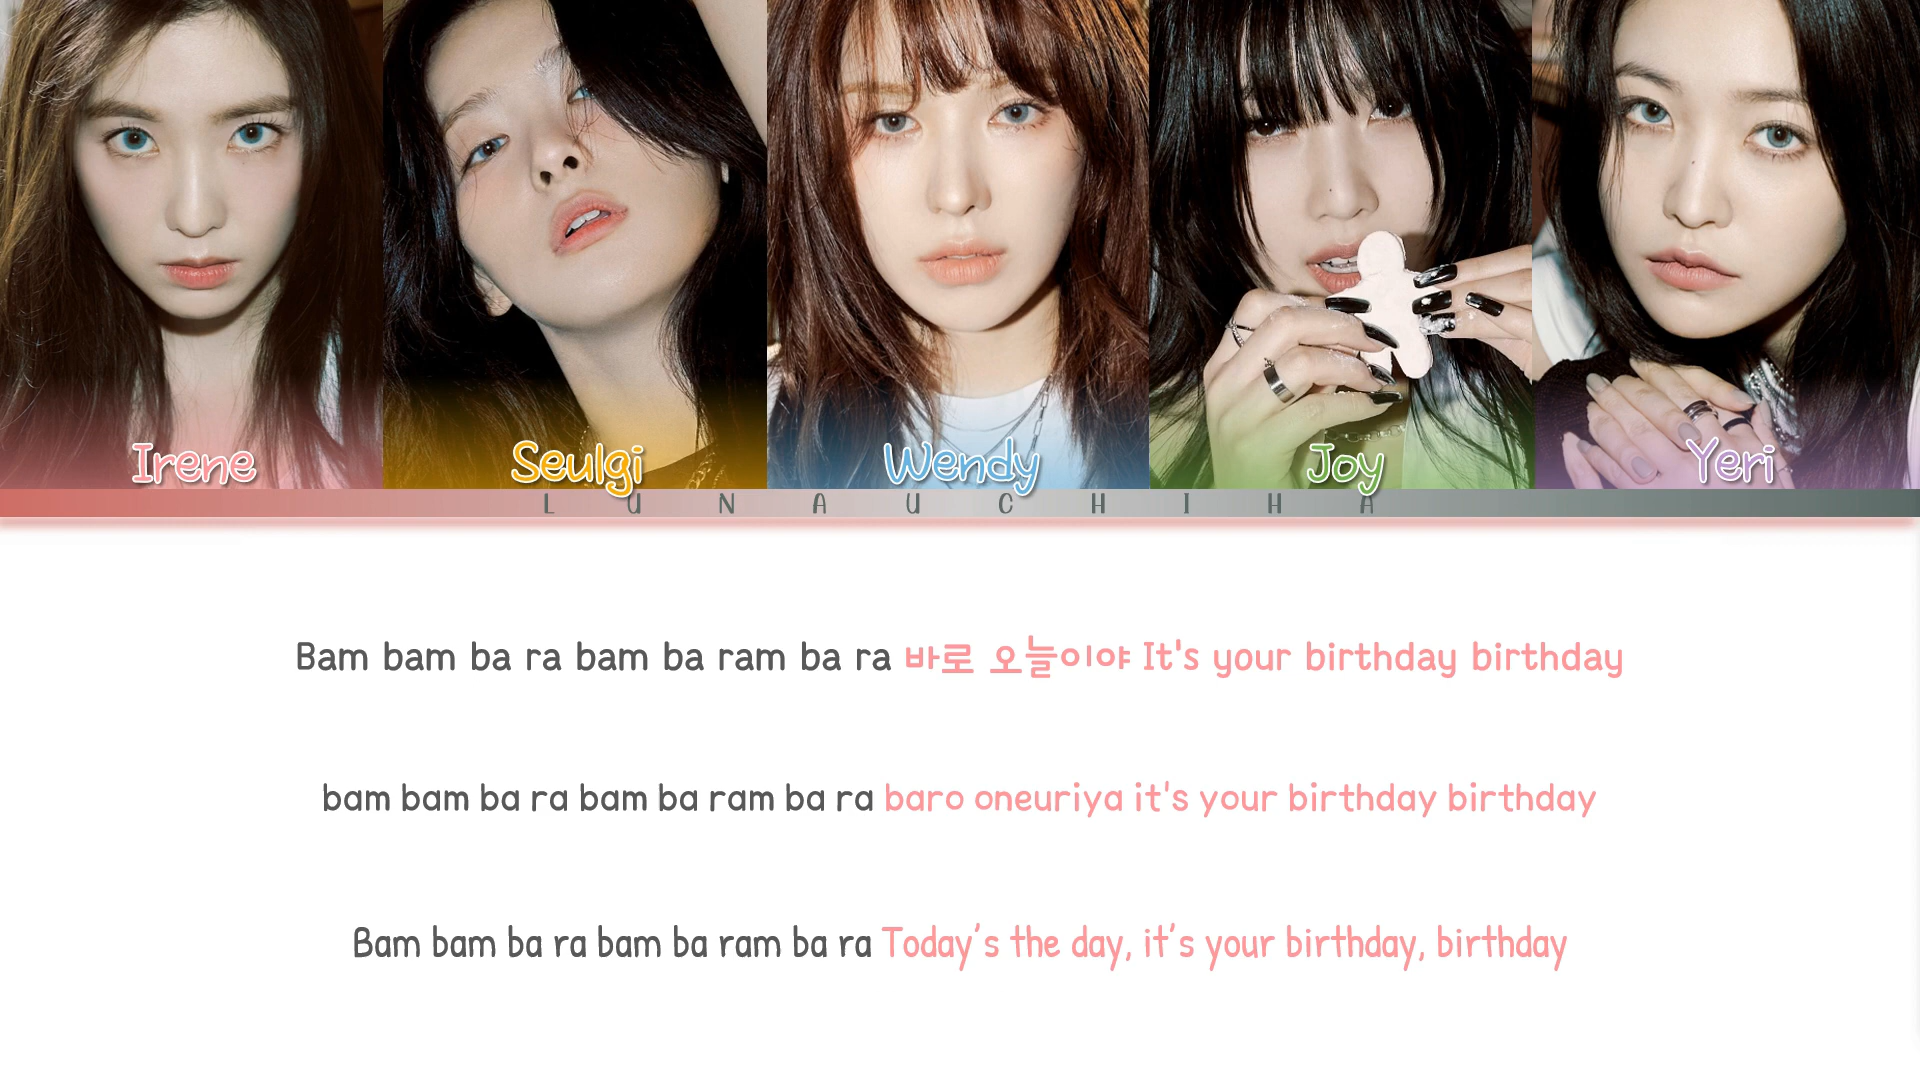 Irene
Seulgi
Wendy
Joy
Yeri
LUNAUCHIHA
Bam bam ba ra bam ba ram ba ra 바로 오늘이야 It's your birthday birthday
bam bam ba ra bam ba ram ba ra baro oneuriya it's your birthday birthday
Bam bam ba ra bam ba ram ba ra Today's the day, it's your birthday, birthday